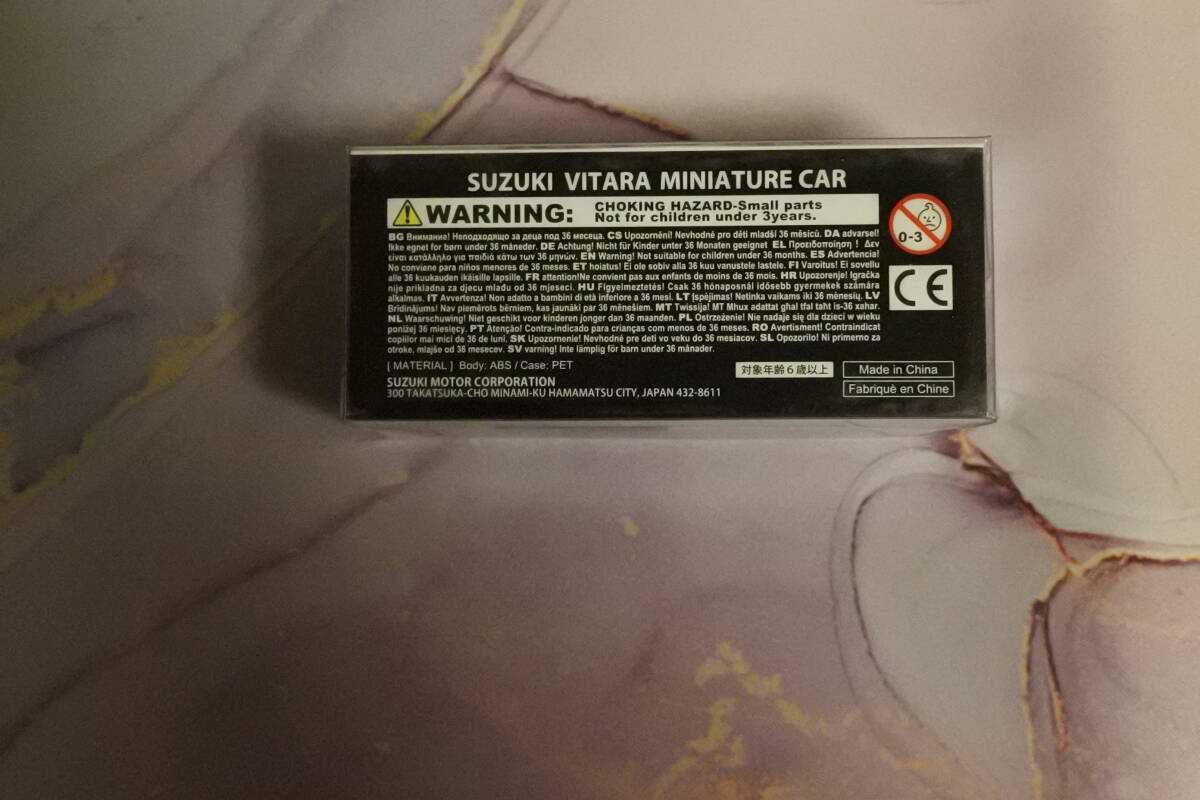 SUZUKI VITARA MINIATURE CAR
WARNING: CHOKING HAZARD-Small parts
Not for children under 3years.
0-3
BG Внимание! Неподходящо за деца под 36 месеца. CS Upozornění! Nevhodné pro děti mladší 36 měsíců. DA advarsel!
Ikke egnet for børn under 36 måneder. DE Achtung! Nicht für Kinder unter 36 Monaten geeignet EL Προειδοποίηση ! Δεν
είναι κατάλληλο για παιδιά κάτω των 36 μηνών. EN Warning! Not suitable for children under 36 months. ES Advertencia!
No conviene para niños menores de 36 meses. ET hoiatus! Ei ole sobiv alla 36 kuu vanustele lastele. FI Varoitus! Ei sovellu
alle 36 kuukauden ikäisille lapsille. FR attention!Ne convient pas aux enfants de moins de 36 mois. HR Upozorenje! Igračka
nije prikladna za djecu mlađu od 36 mjeseci. HU Figyelmeztetés! Csak 36 hónaposnál idősebb gyermekek számára
alkalmas. IT Avvertenza! Non adatto a bambini di età inferiore a 36 mesi. LT Įspėjimas! Netinka vaikams iki 36 mėnesių. LV
Brīdinājums! Nav piemērots bērniem, kas jaunāki par 36 mēnešiem. MT Twissija! MT Mhux adattat għal tfal taħt is-36 xahar.
NL Waarschuwing! Niet geschikt voor kinderen jonger dan 36 maanden. PL Ostrzeżenie! Nie nadaje się dla dzieci w wieku
poniżej 36 miesięcy. PT Atenção! Contra-indicado para crianças com menos de 36 meses. RO Avertisment! Contraindicat
copiilor mai mici de 36 de luni. SK Upozornenie! Nevhodné pre deti vo veku do 36 mesiacov. SL Opozorilo! Ni primerno za
otroke, mlajše od 36 mesecev. SV varning! Inte lämplig för barn under 36 månader.
CE
[ MATERIAL ] Body: ABS / Case: PET
対象年齢6歳以上
Made in China
Fabriquè en Chine
SUZUKI MOTOR CORPORATION
300 TAKATSUKA-CHO MINAMI-KU HAMAMATSU CITY, JAPAN 432-8611